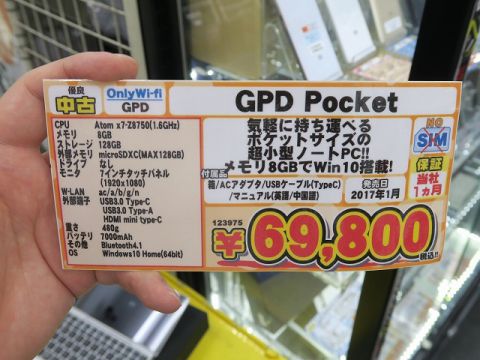 優良
中古
OnlyWi-fi
GPD
GPD Pocket
CPU Atom x7-Z8750(1.6GHz)
メモリ 8GB
ストレージ 128GB
外部メモリ microSDXC(MAX128GB)
ドライブ なし
モニタ 7インチタッチパネル
(1920x1080)
W-LAN ac/a/b/g/n
外部端子 USB3.0 Type-C
USB3.0 Type-A
HDMI mini typeC
重さ 480g
バッテリ 7000mAh
その他 Bluetooth4.1
OS Windows10 Home(64bit)
気軽に持ち運べる
ポケットサイズの
超小型ノートPC!!
メモリ8GBでWin10搭載!
付属品
箱/ACアダプタ/USBケーブル(TypeC)
/マニュアル(英語/中国語)
発売日
2017年1月
NO
SIM
保証
当社
1ヵ月
123975
¥69,800
税込!!